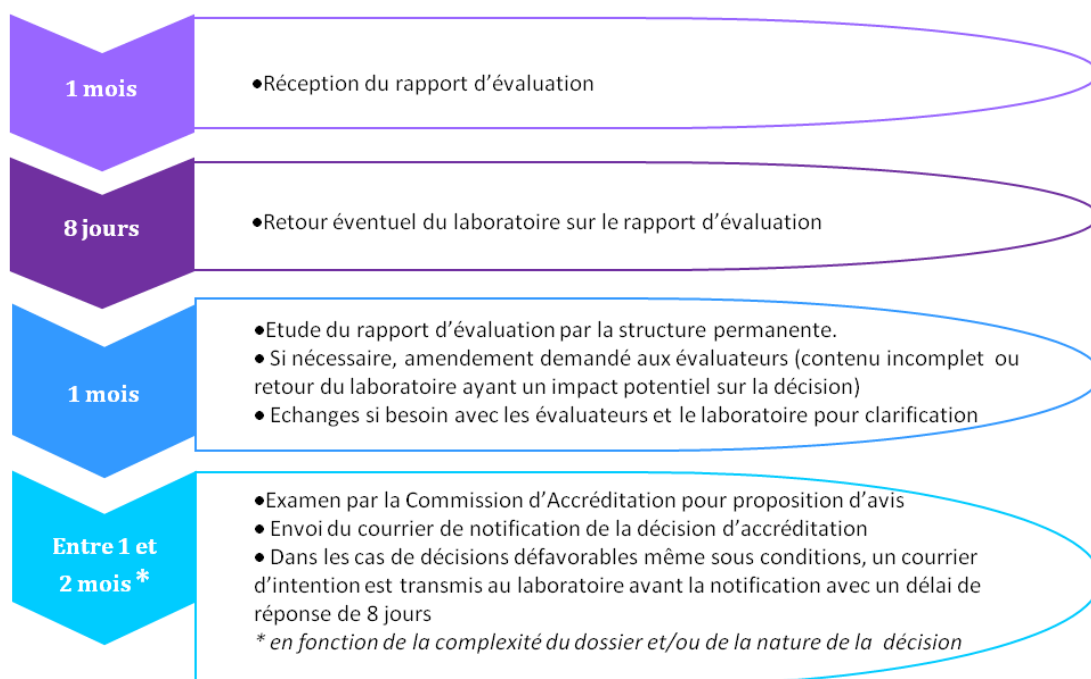 1 mois
•Réception du rapport d’évaluation
8 jours
•Retour éventuel du laboratoire sur le rapport d’évaluation
1 mois
•Etude du rapport d’évaluation par la structure permanente.
• Si nécessaire, amendement demandé aux évaluateurs (contenu incomplet ou
retour du laboratoire ayant un impact potentiel sur la décision)
• Echanges si besoin avec les évaluateurs et le laboratoire pour clarification
Entre 1 et
2 mois *
•Examen par la Commission d’Accréditation pour proposition d’avis
• Envoi du courrier de notification de la décision d’accréditation
• Dans les cas de décisions défavorables même sous conditions, un courrier
d’intention est transmis au laboratoire avant la notification avec un délai de
réponse de 8 jours
* en fonction de la complexité du dossier et/ou de la nature de la décision